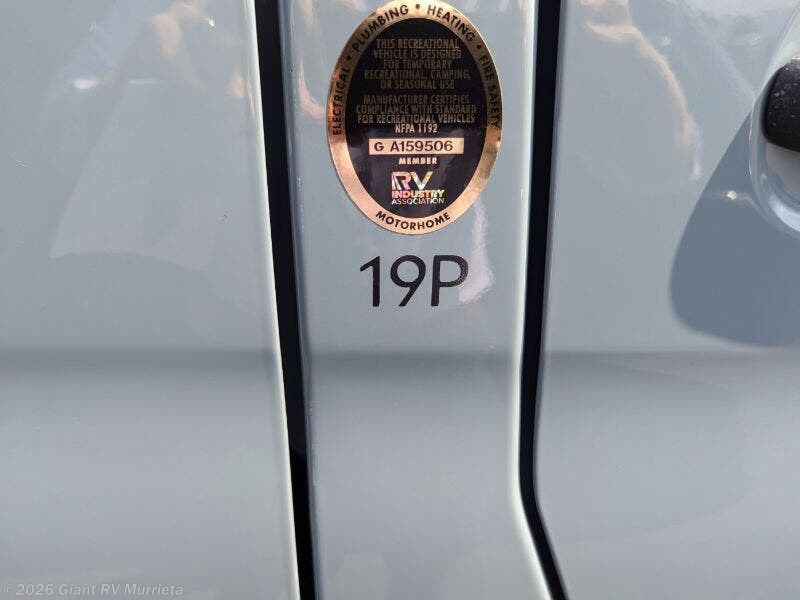 ELECTRICAL • PLUMBING • HEATING • FIRE SAFETY
THIS RECREATIONAL
VEHICLE IS DESIGNED
FOR TEMPORARY
RECREATIONAL, CAMPING,
OR SEASONAL USE
MANUFACTURER CERTIFIES
COMPLIANCE WITH STANDARD
FOR RECREATIONAL VEHICLES
NFPA 1192
G A159506
MEMBER
RV
INDUSTRY
ASSOCIATION
MOTORHOME
19P
©2026 Giant RV Murrieta